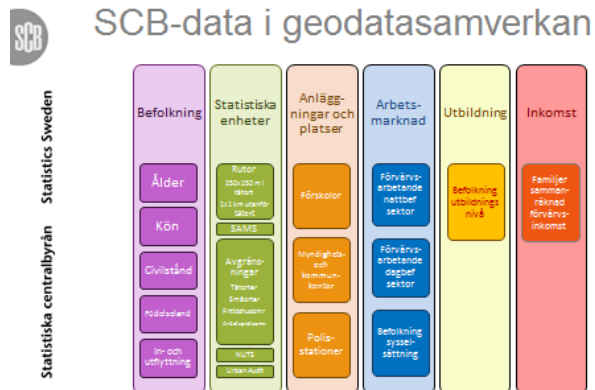 SCB-data i geodatasamverkan
SCB
Statistics Sweden
Statistiska centralbyrån
Befolkning
Ålder
Kön
Civilstånd
Födelseland
In- och
utflyttning
Statistiska
enheter
Rutor
250x250 m i
tätort
1x1 km utanför
tätort
SAMS
Avgräns-
ningar
Tätorter
Småorter
Fritidshusomr
Arbetsplatsomr
NUTS
Urban Audit
Anlägg-
ningar och
platser
Förskolor
Myndighets-
och
kommun-
kontor
Polis-
stationer
Arbets-
marknad
Förvärvs-
arbetande
nattbef
sektor
Förvärvs-
arbetande
dagbef
sektor
Befolkning
syssel-
sättning
Utbildning
Befolkning
utbildnings
nivå
Inkomst
Familjer
samman-
räknad
förvärvs-
inkomst